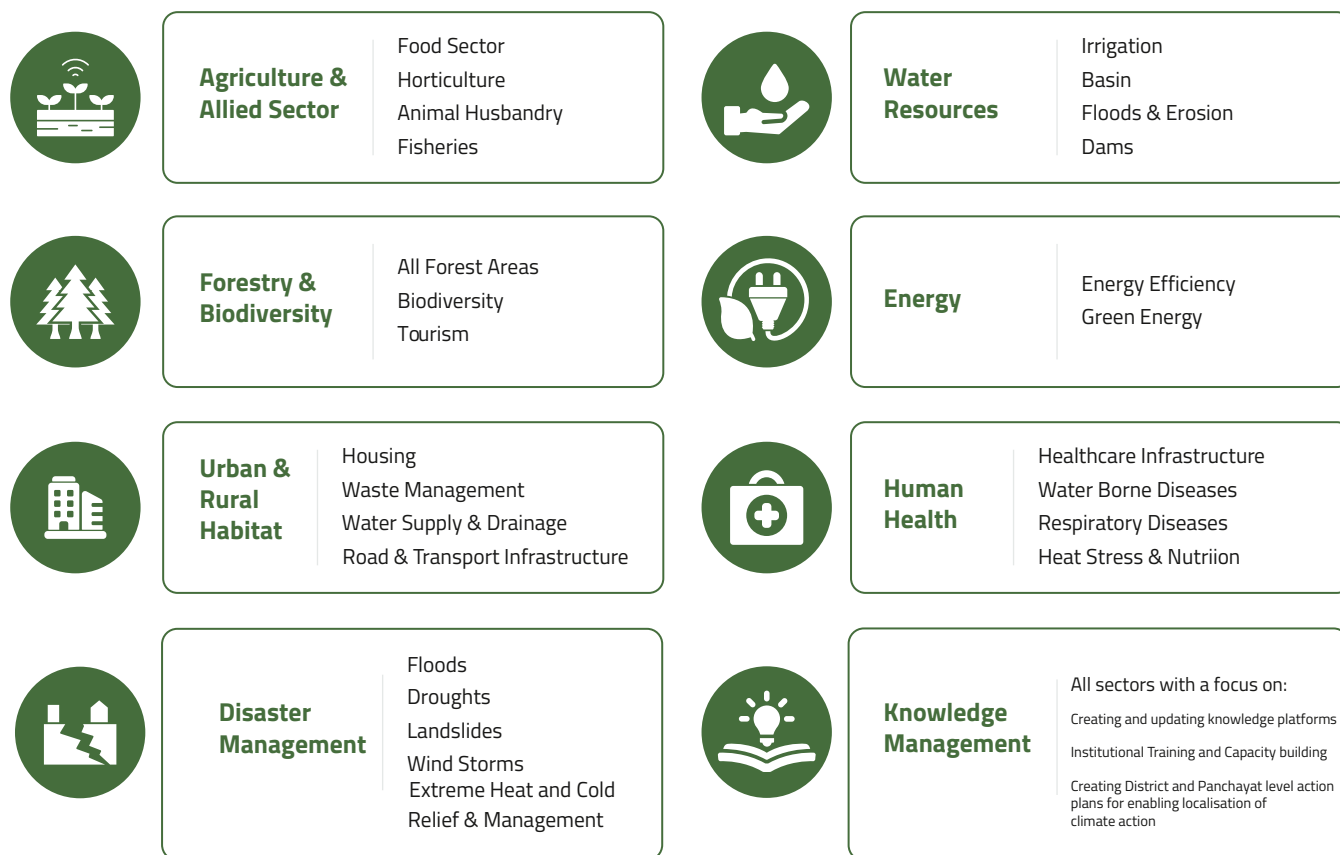 Agriculture &
Allied Sector
Food Sector
Horticulture
Animal Husbandry
Fisheries
Water
Resources
Irrigation
Basin
Floods & Erosion
Dams
Forestry &
Biodiversity
All Forest Areas
Biodiversity
Tourism
Energy
Energy Efficiency
Green Energy
Urban &
Rural
Habitat
Housing
Waste Management
Water Supply & Drainage
Road & Transport Infrastructure
Human
Health
Healthcare Infrastructure
Water Borne Diseases
Respiratory Diseases
Heat Stress & Nutriion
Disaster
Management
Floods
Droughts
Landslides
Wind Storms
Extreme Heat and Cold
Relief & Management
Knowledge
Management
All sectors with a focus on:
Creating and updating knowledge platforms
Institutional Training and Capacity building
Creating District and Panchayat level action
plans for enabling localisation of
climate action